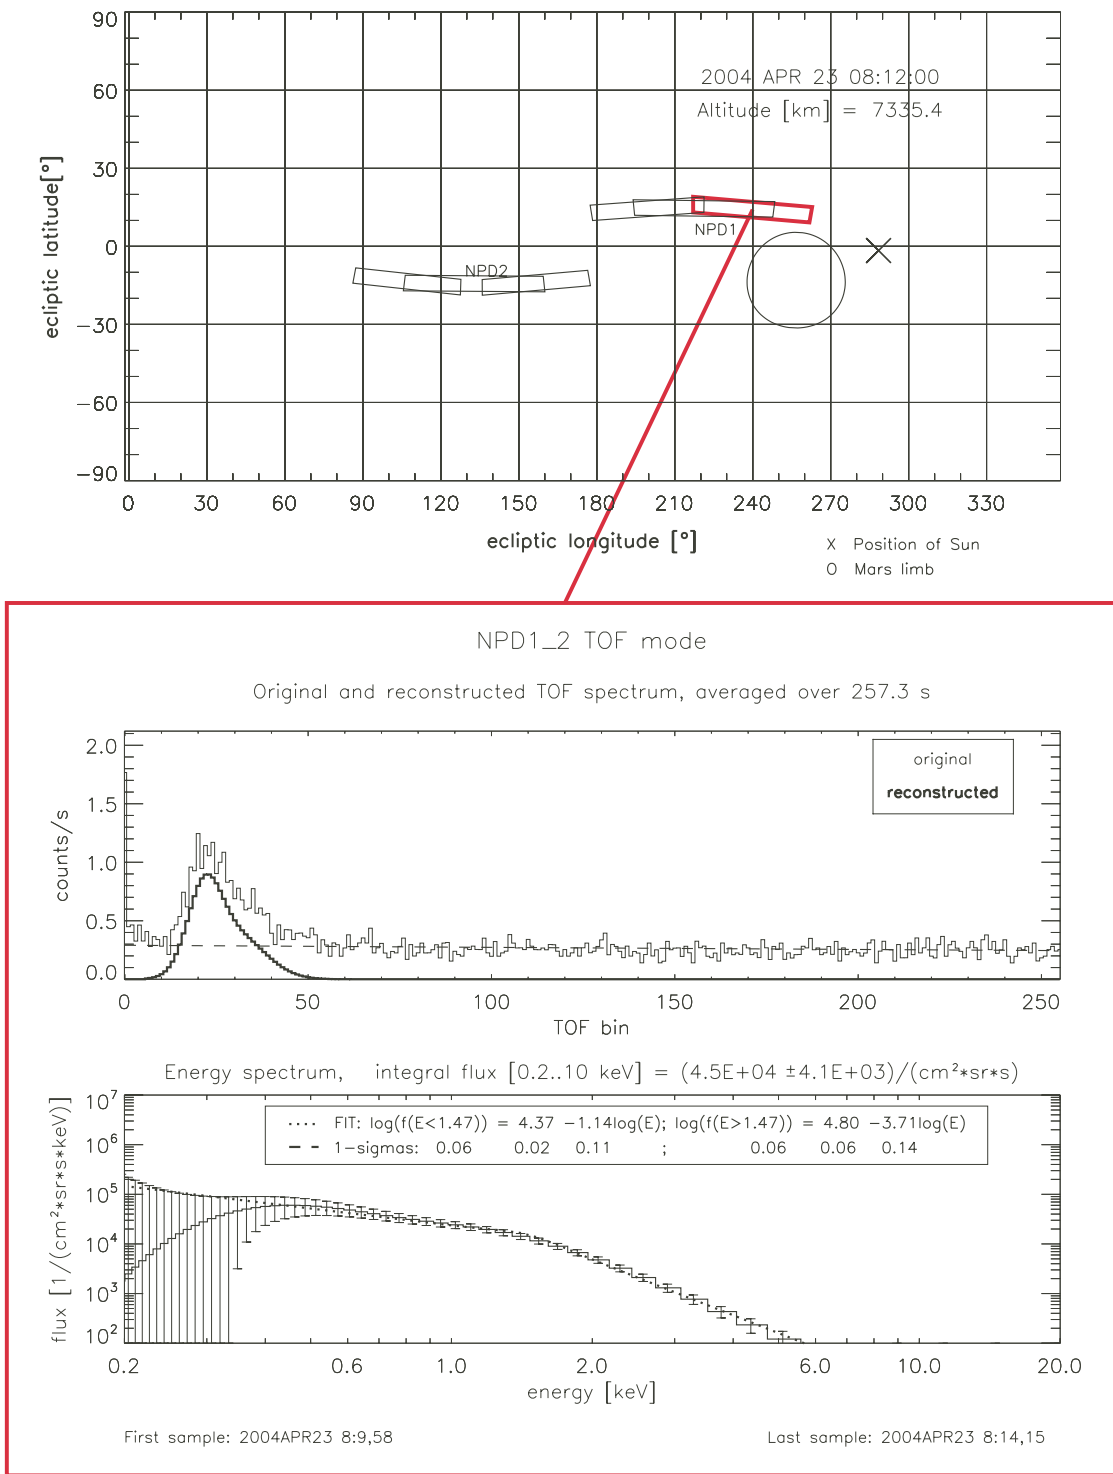 90
60
30
0
−30
−60
−90
ecliptic latitude[°]
2004 APR 23 08:12:00
Altitude [km] = 7335.4
NPD1
NPD2
0 30 60 90 120 150 180 210 240 270 300 330
ecliptic longitude [°]
X Position of Sun
O Mars limb
NPD1_2 TOF mode
Original and reconstructed TOF spectrum, averaged over 257.3 s
2.0
1.5
1.0
0.5
0.0
counts/s
original
reconstructed
0 50 100 150 200 250
TOF bin
Energy spectrum, integral flux [0.2..10 keV] = (4.5E+04 ±4.1E+03)/(cm²*sr*s)
10⁷
10⁶
10⁵
10⁴
10³
10²
flux [1/(cm²*sr*s*keV)]
FIT: log(f(E<1.47)) = 4.37 −1.14log(E); log(f(E>1.47)) = 4.80 −3.71log(E)
1−sigmas: 0.06 0.02 0.11 ; 0.06 0.06 0.14
0.2 0.6 1.0 2.0 6.0 10.0 20.0
energy [keV]
First sample: 2004APR23 8:9,58
Last sample: 2004APR23 8:14,15